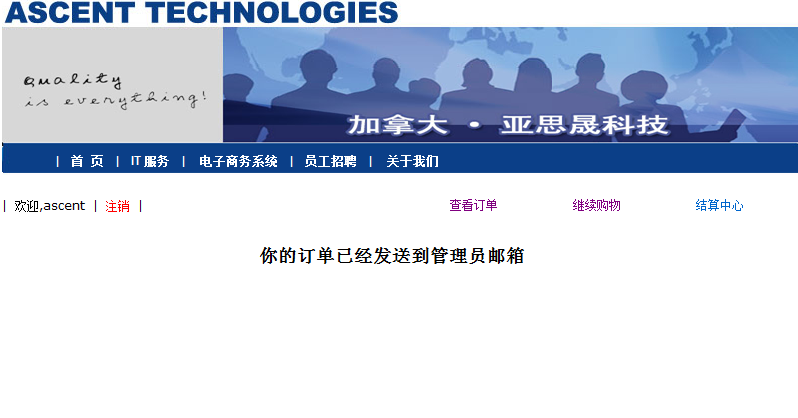 ASCENT TECHNOLOGIES
quality
is everything!
加拿大 · 亚思晟科技
| 首 页 | IT服务 | 电子商务系统 | 员工招聘 | 关于我们
| 欢迎,ascent | 注销 | 查看订单 继续购物 结算中心
你的订单已经发送到管理员邮箱